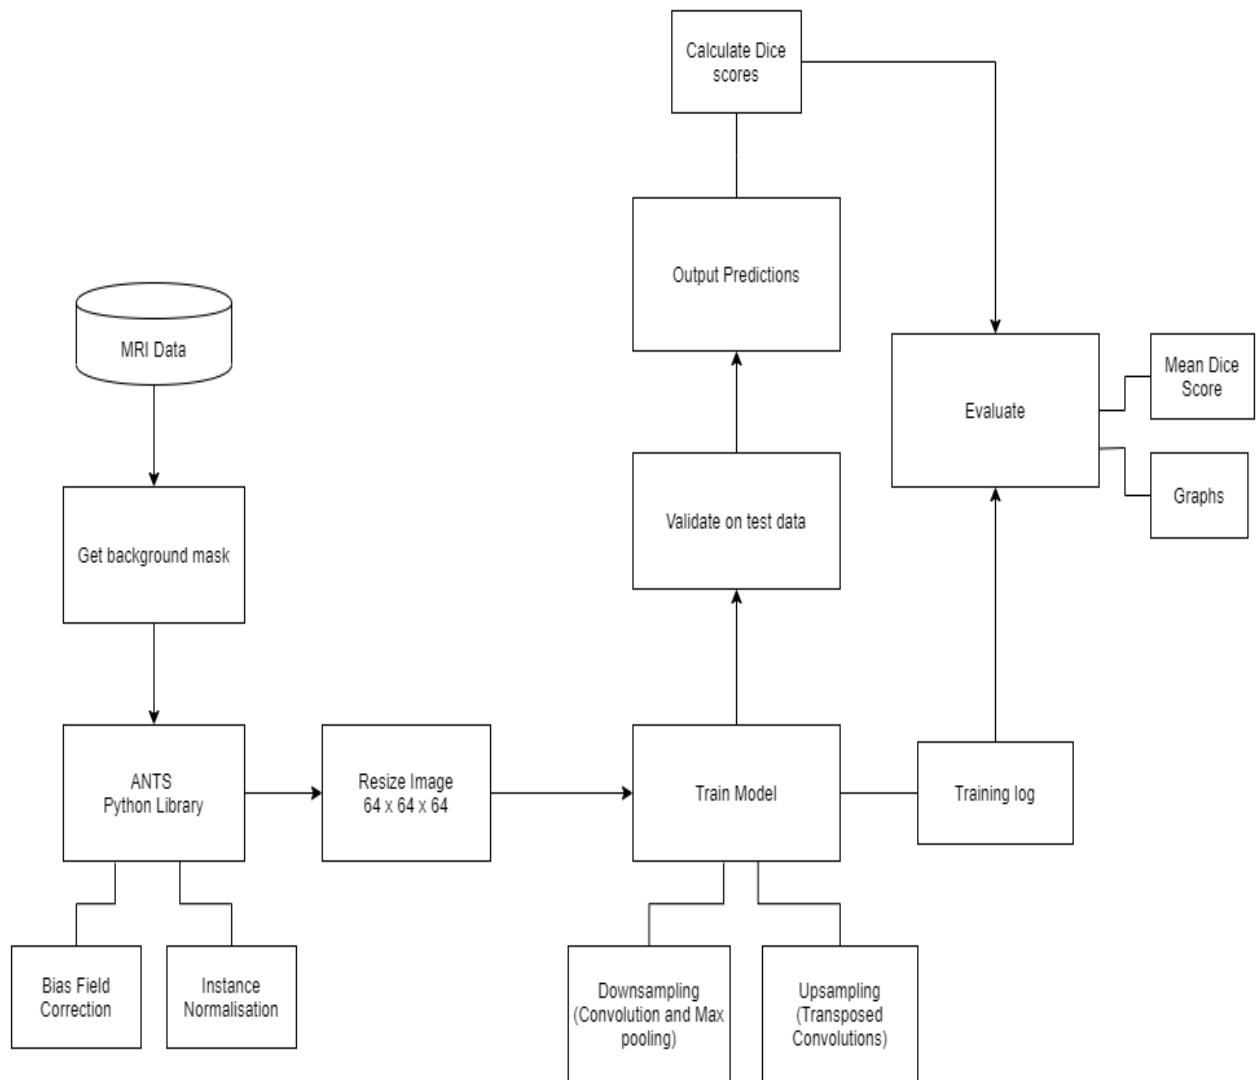 Calculate Dice
scores
Output Predictions
MRI Data
Mean Dice
Score
Evaluate
Graphs
Validate on test data
Get background mask
ANTS
Python Library
Resize Image
64 x 64 x 64
Train Model
Training log
Bias Field
Correction
Instance
Normalisation
Downsampling
(Convolution and Max
pooling)
Upsampling
(Transposed
Convolutions)